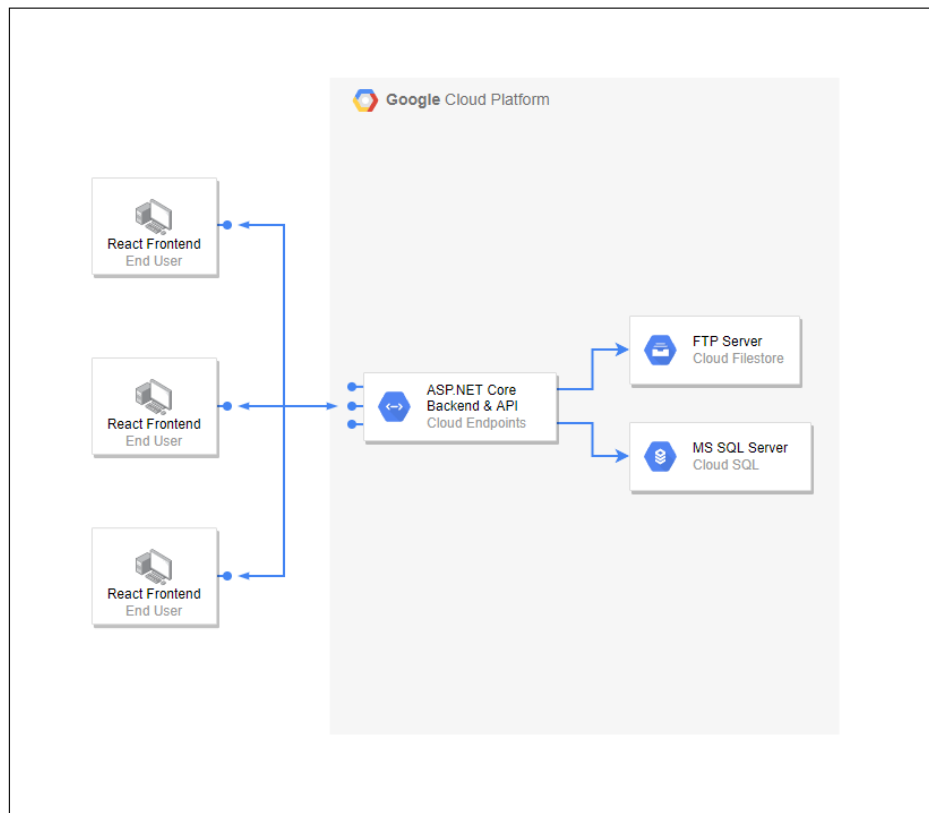 Google Cloud Platform
React Frontend
End User
React Frontend
End User
React Frontend
End User
ASP.NET Core
Backend & API
Cloud Endpoints
FTP Server
Cloud Filestore
MS SQL Server
Cloud SQL